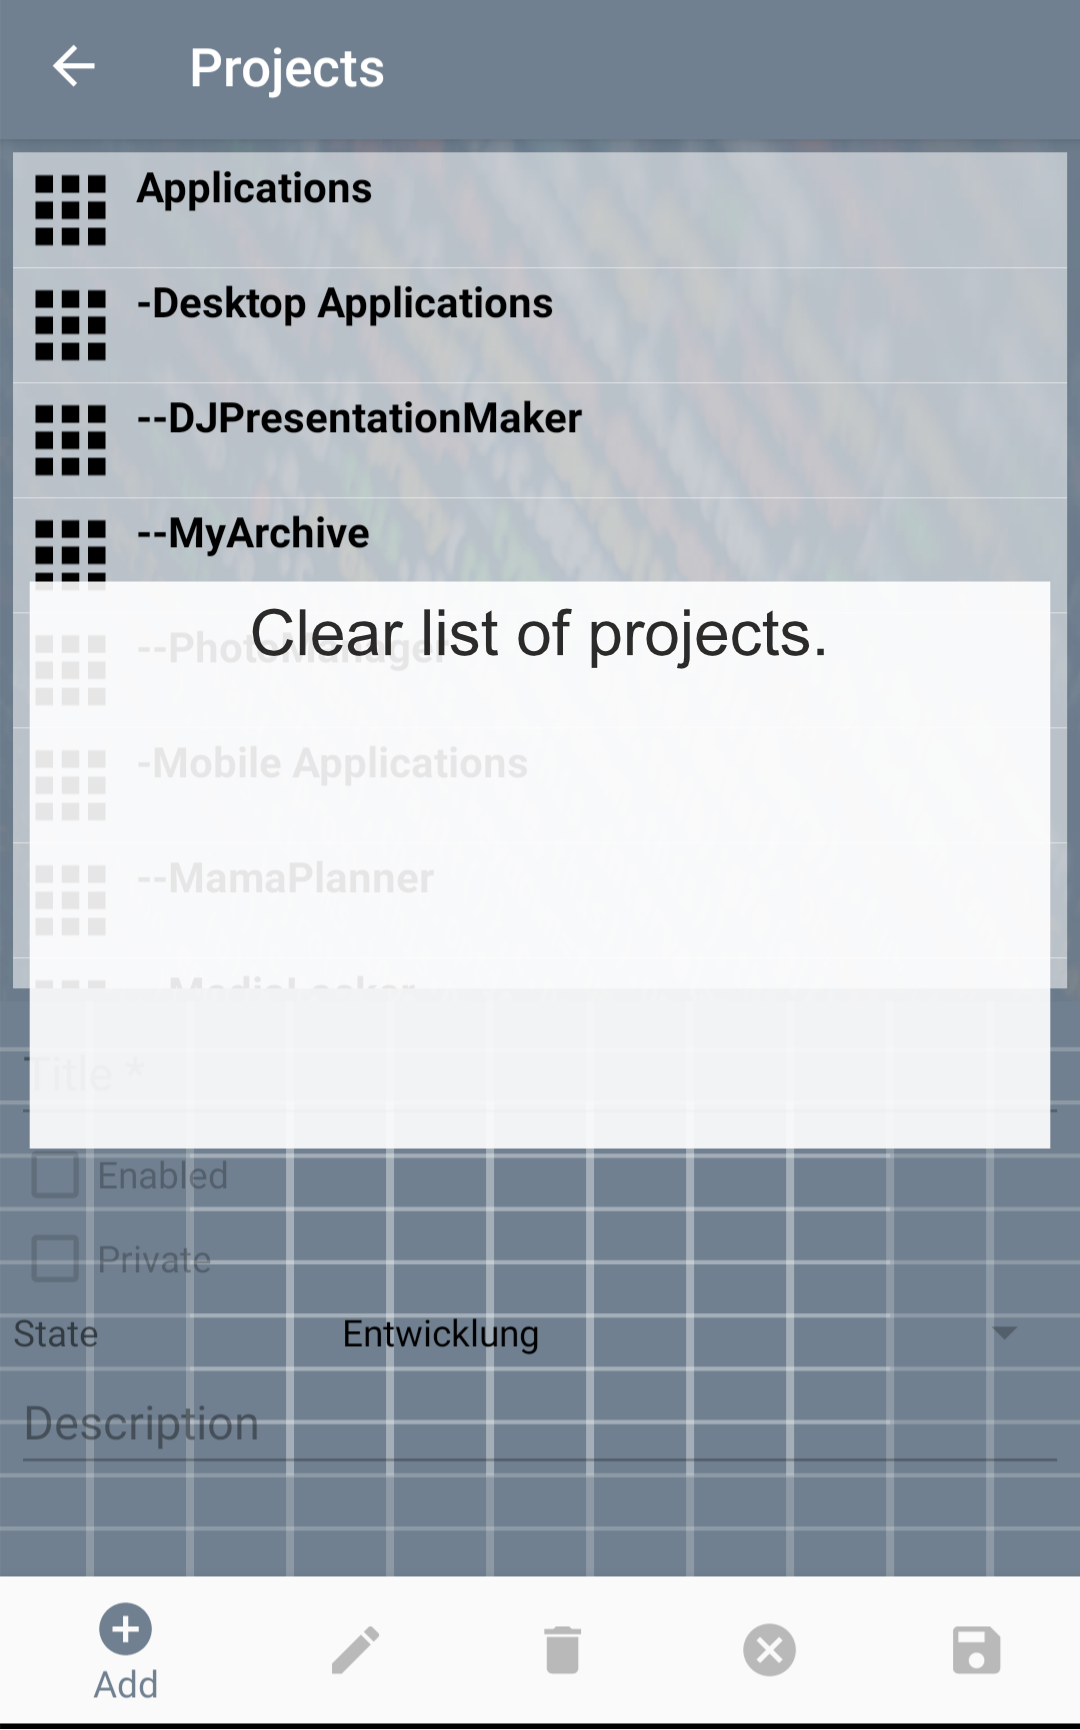 Projects
Applications
-Desktop Applications
--DJPresentationMaker
--MyArchive
Clear list of projects.
--PhotoManager
-Mobile Applications
--MamaPlanner
--MediaLocker
Title *
Enabled
Private
State Entwicklung
Description
Add